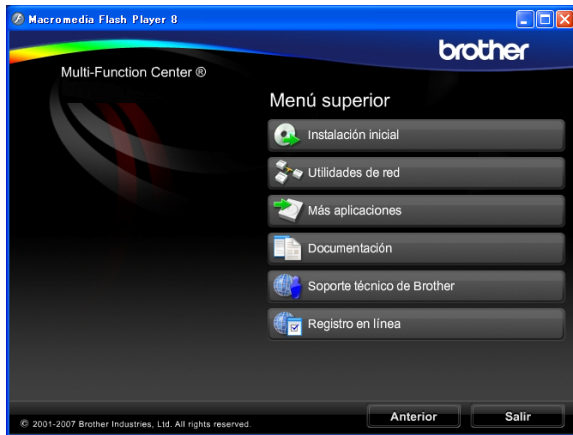 Macromedia Flash Player 8
brother
Multi-Function Center ®
Menú superior
Instalación inicial
Utilidades de red
Más aplicaciones
Documentación
Soporte técnico de Brother
Registro en línea
Anterior
Salir
© 2001-2007 Brother Industries, Ltd. All rights reserved.